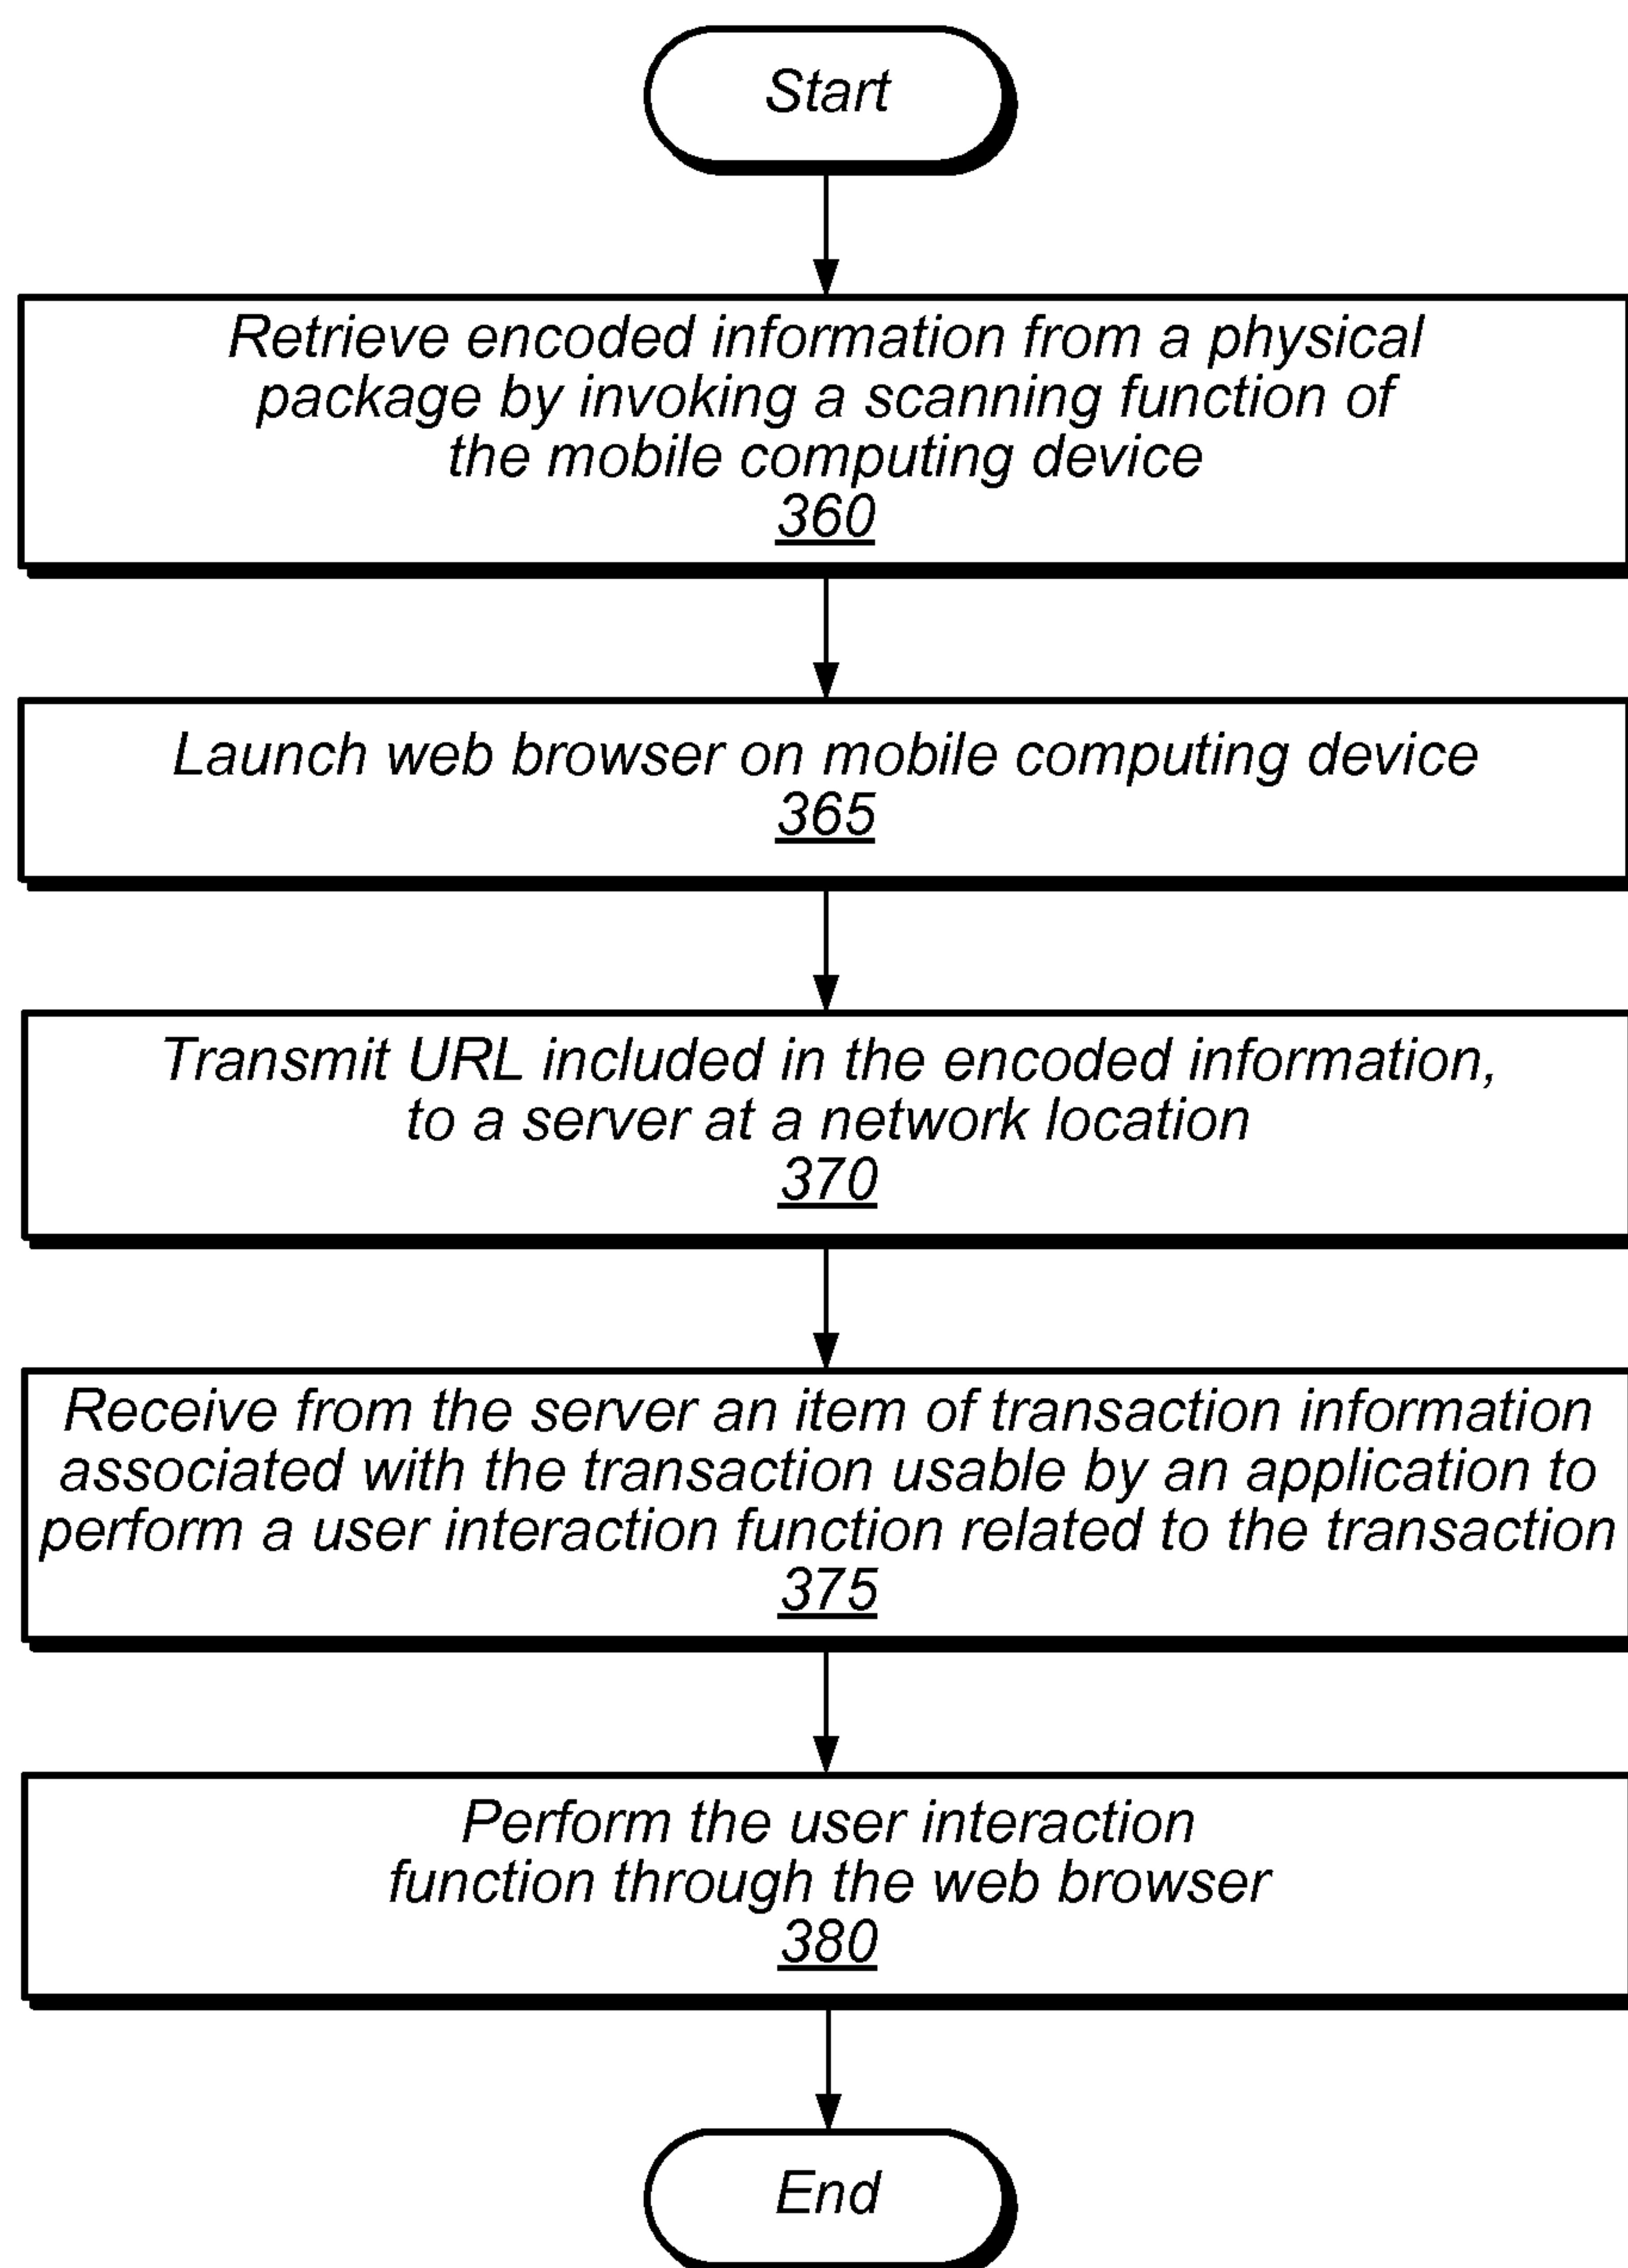 Start
Retrieve encoded information from a physical
package by invoking a scanning function of
the mobile computing device
360
Launch web browser on mobile computing device
365
Transmit URL included in the encoded information,
to a server at a network location
370
Receive from the server an item of transaction information
associated with the transaction usable by an application to
perform a user interaction function related to the transaction
375
Perform the user interaction
function through the web browser
380
End